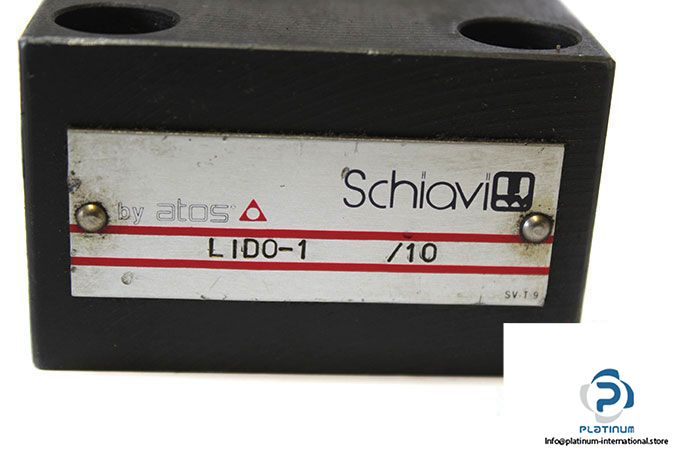 by atos Schiavi
LIDO-1 /10
SV-T 9
PLATINUM
Info@platinum-international.store